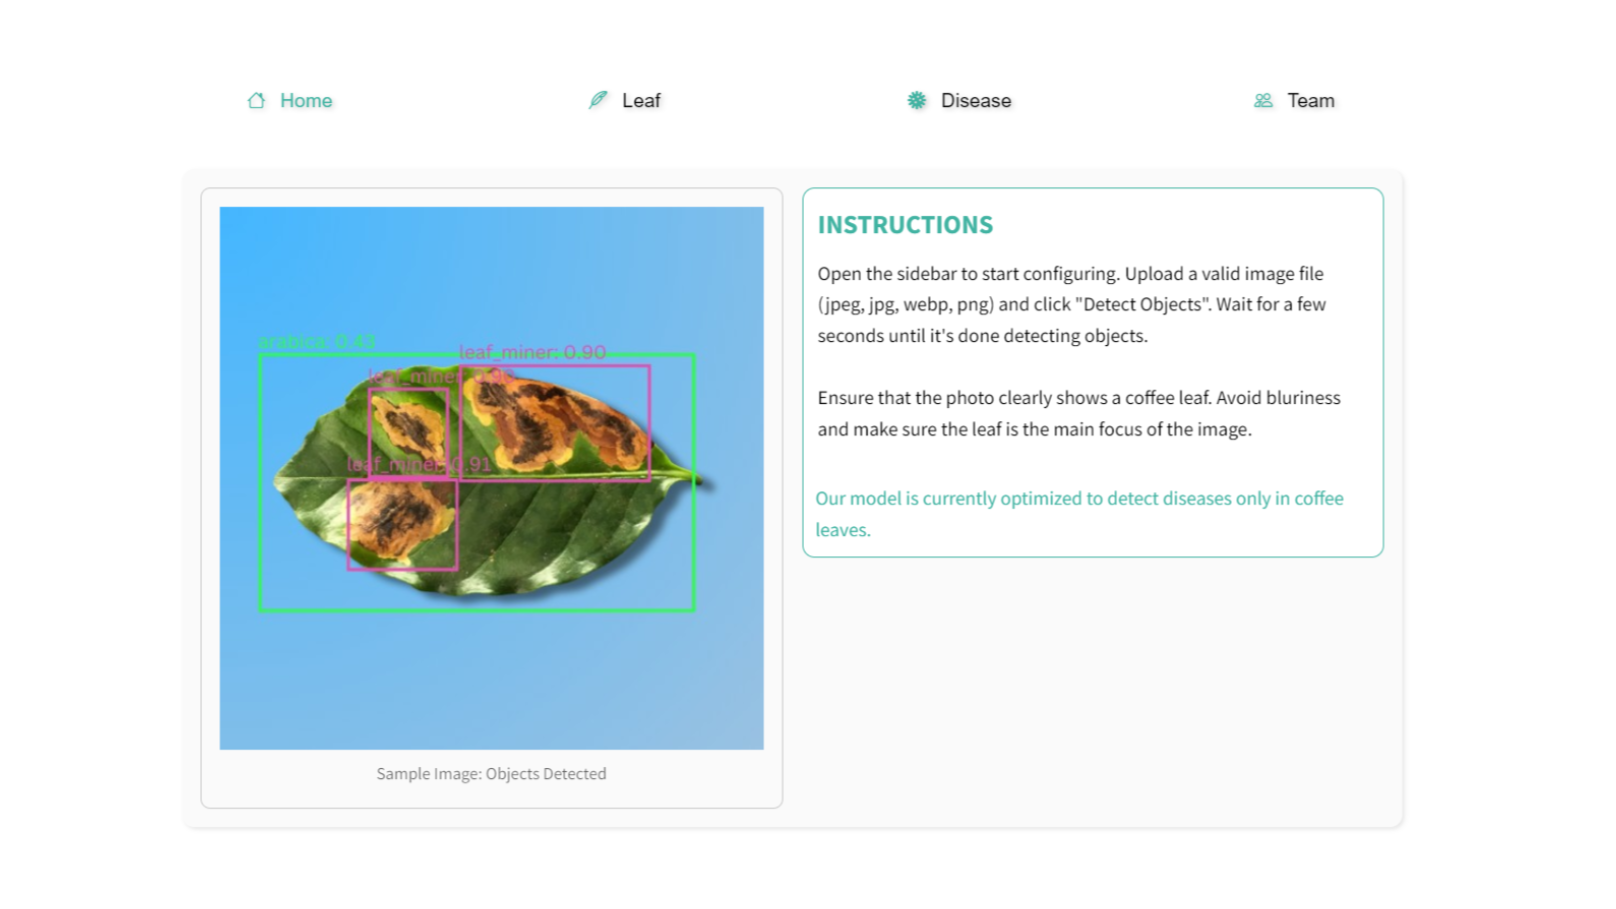 Home
Leaf
Disease
Team
arabica: 0.43
leaf_miner: 0.90
leaf_miner: 0.90
leaf_miner: 0.91
Sample Image: Objects Detected
INSTRUCTIONS
Open the sidebar to start configuring. Upload a valid image file
(jpeg, jpg, webp, png) and click "Detect Objects". Wait for a few
seconds until it's done detecting objects.
Ensure that the photo clearly shows a coffee leaf. Avoid bluriness
and make sure the leaf is the main focus of the image.
Our model is currently optimized to detect diseases only in coffee
leaves.